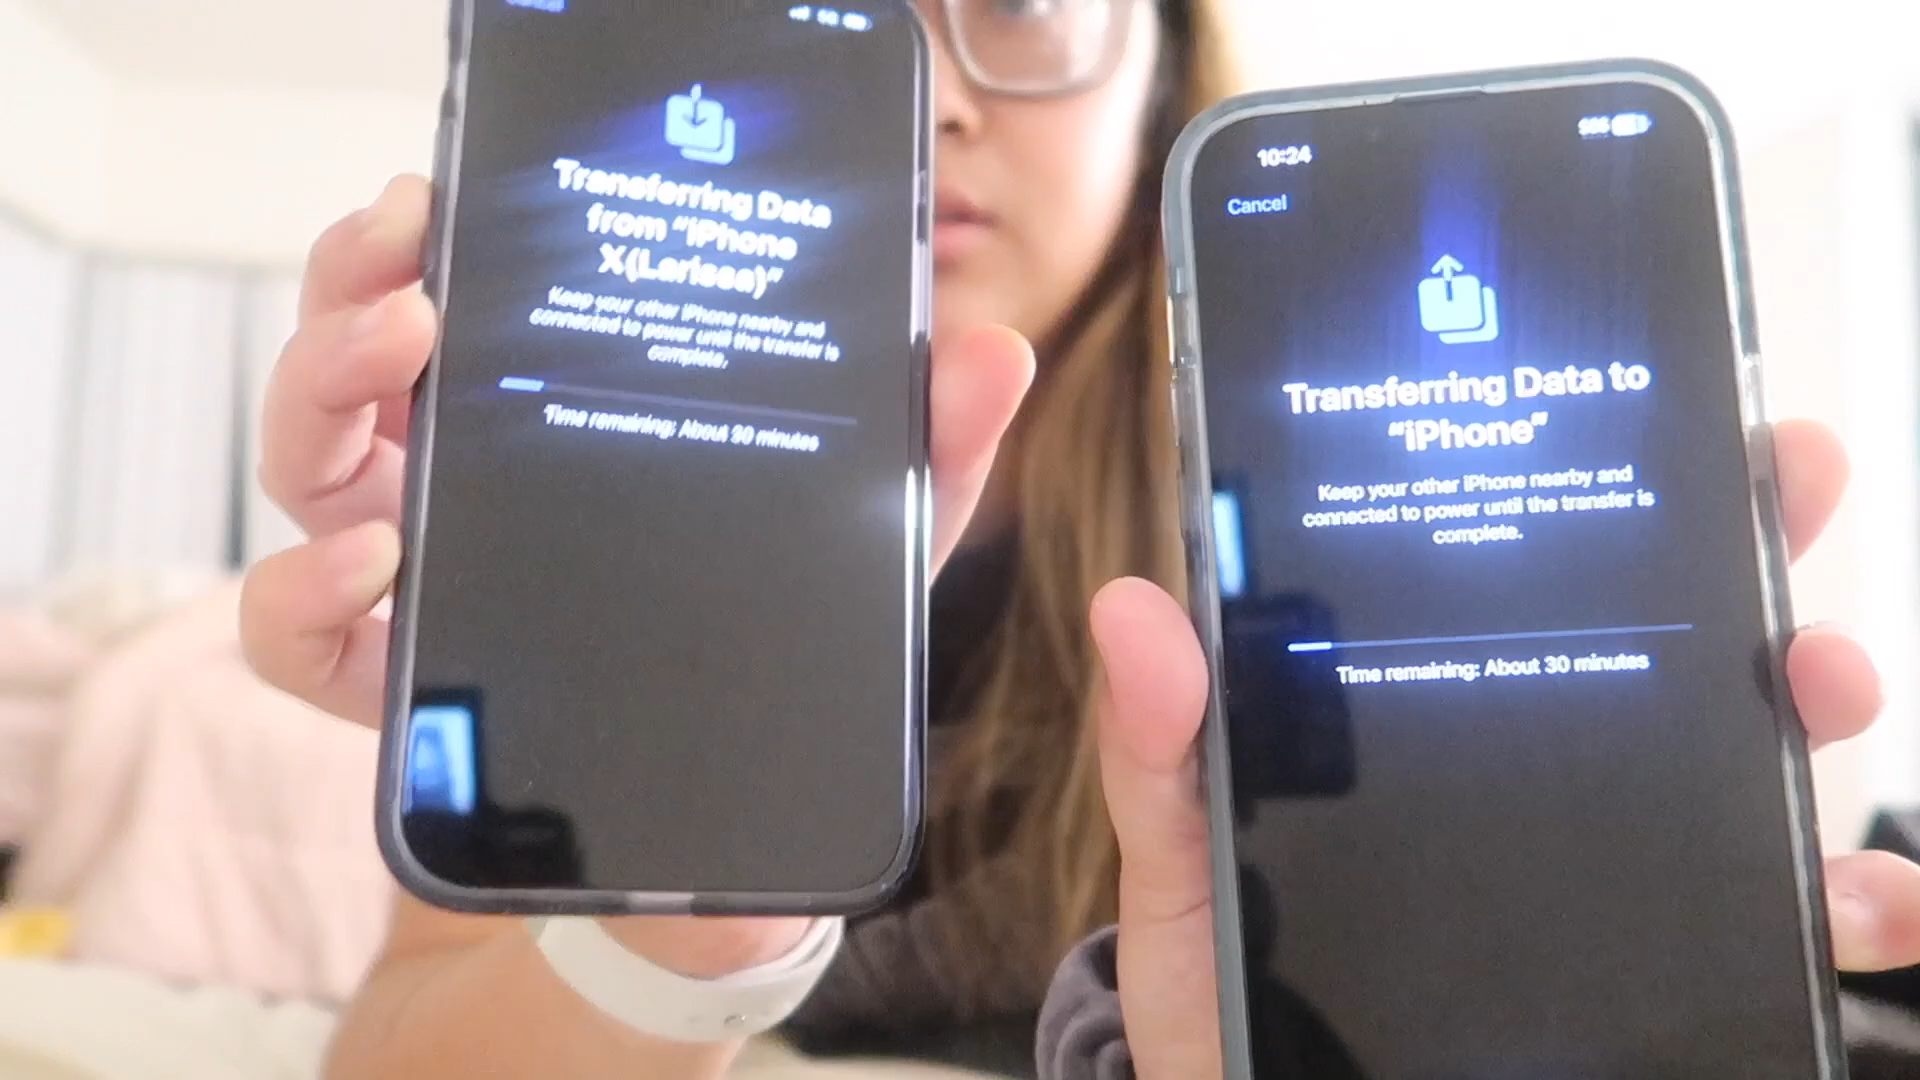 Transferring Data
from “iPhone
X(Larissa)”
Keep your other iPhone nearby and
connected to power until the transfer is
complete.
Time remaining: About 30 minutes
10:24
Cancel
Transferring Data to
“iPhone”
Keep your other iPhone nearby and
connected to power until the transfer is
complete.
Time remaining: About 30 minutes